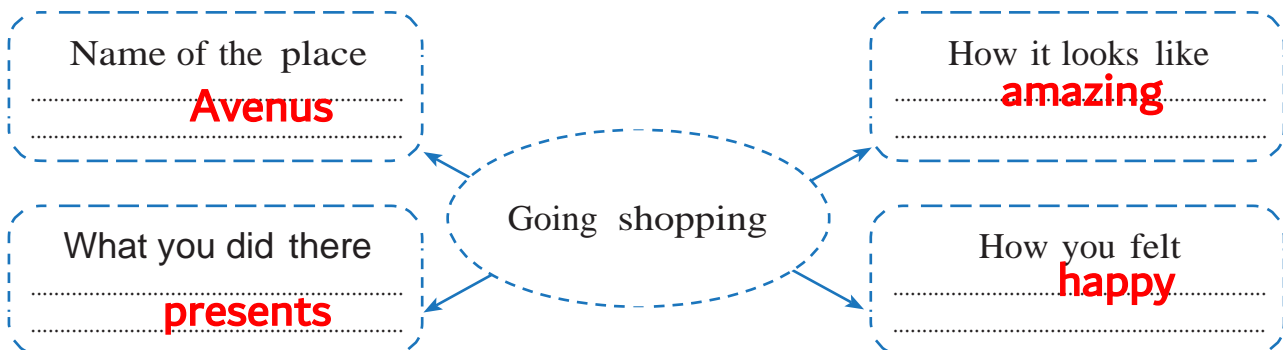 Name of the place
Avenus
How it looks like
amazing
Going shopping
What you did there
presents
How you felt
happy